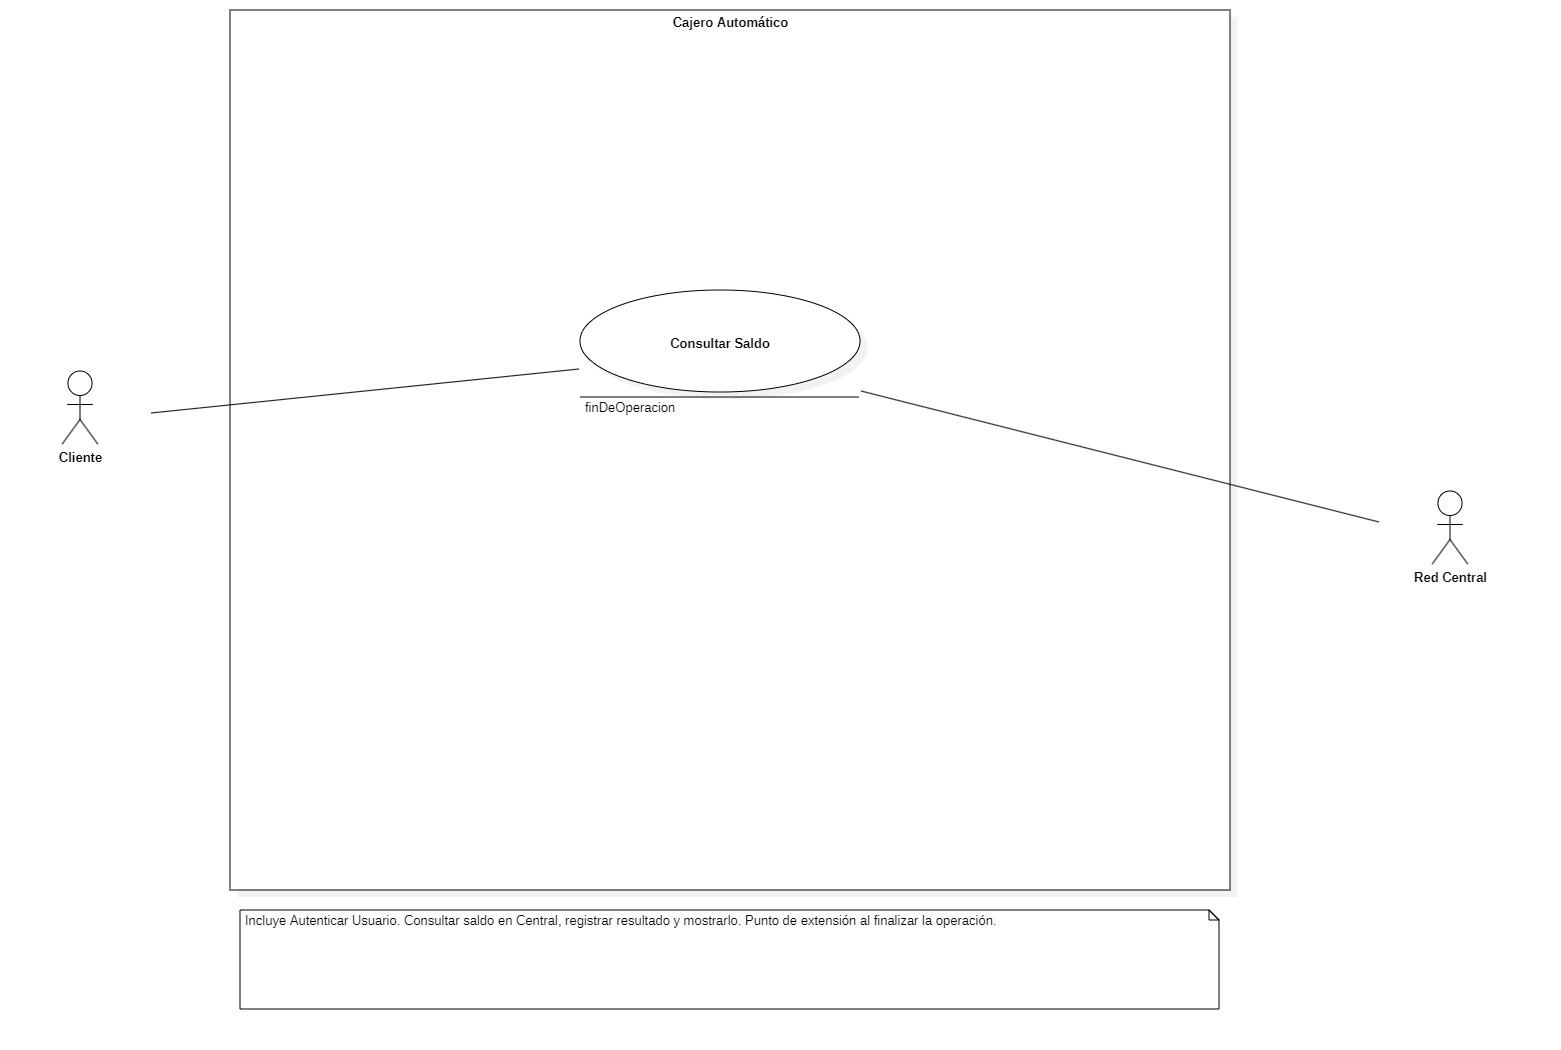 Cajero Automático
Consultar Saldo
finDeOperacion
Cliente
Red Central
Incluye Autenticar Usuario. Consultar saldo en Central, registrar resultado y mostrarlo. Punto de extensión al finalizar la operación.